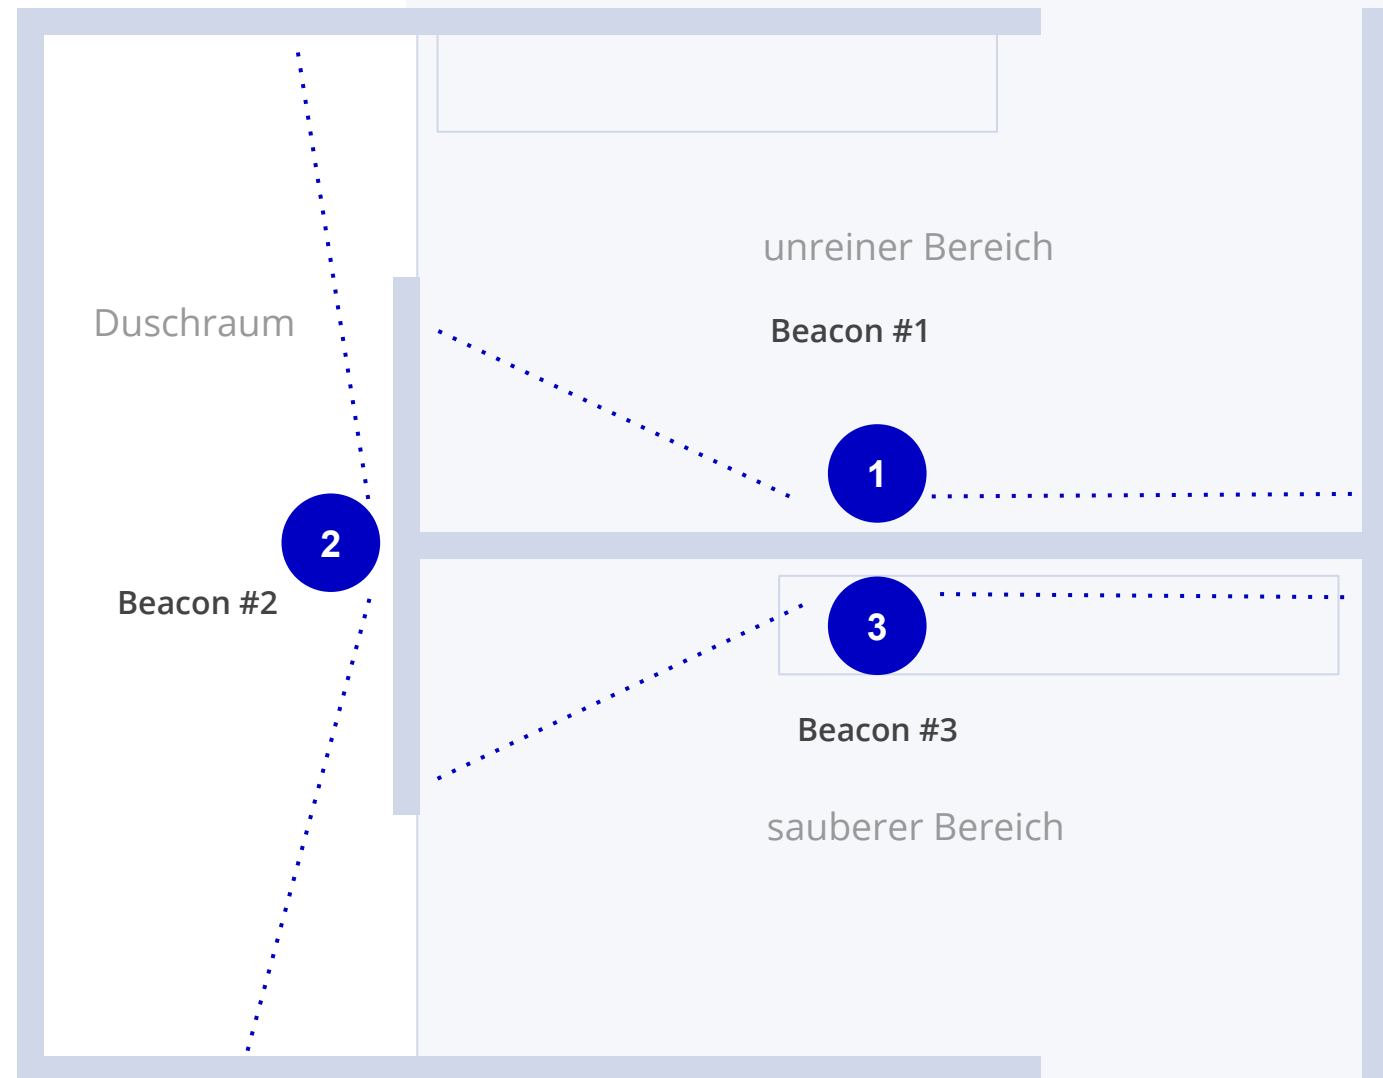 unreiner Bereich
Duschraum
Beacon #1
1
2
Beacon #2
3
Beacon #3
sauberer Bereich